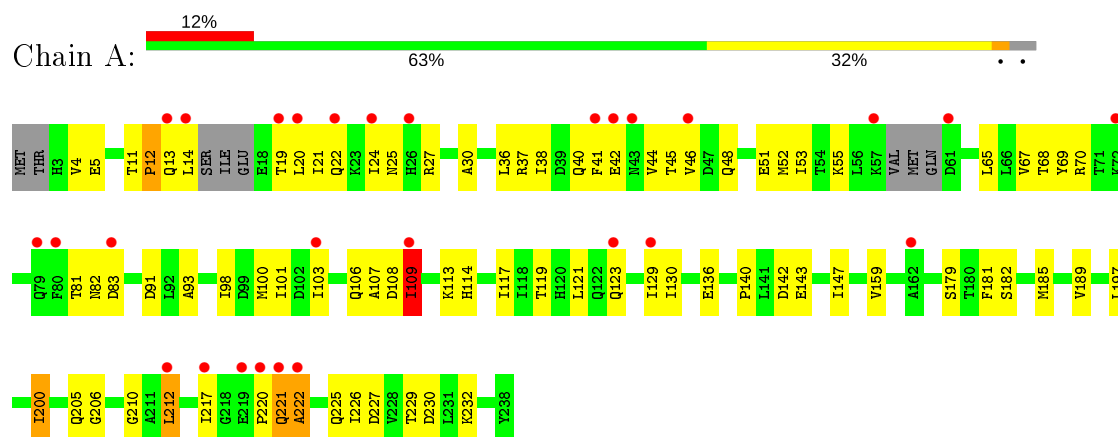 12%
Chain A:
63% 32% • •
MET THR H3 V4 E5 T11 P12 Q13 L14 SER ILE GLU E18 T19 L20 I21 Q22 K23 I24 N25 H26 R27 A30 L36 R37 I38 D39 Q40 F41 E42 N43 V44 T45 V46 D47 Q48 E51 M52 I53 T54 K55 L56 K57 VAL MET GLN D61 L65 L66 V67 T68 Y69 R70 T71 K72
Q79 F80 T81 N82 D83 D91 L92 A93 I98 D99 M100 I101 D102 I103 Q106 A107 D108 I109 K113 H114 I117 I118 T119 H120 L121 Q122 Q123 I129 I130 E136 P140 L141 D142 E143 I147 V159 A162 S179 T180 F181 S182 M185 V189 L197
I200 Q205 G206 G210 A211 L212 I217 G218 E219 P220 Q221 A222 Q225 I226 D227 V228 T229 D230 L231 K232 Y238